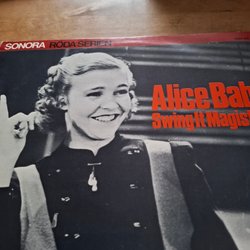 SONORA RÖDA SERIEN
Alice Bab
Swing it Magis